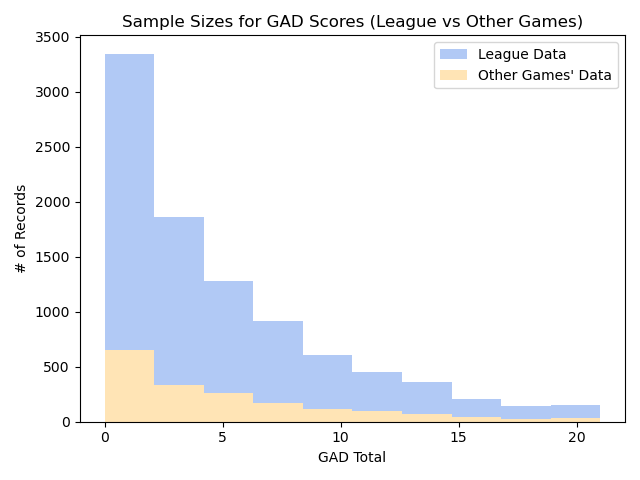 Sample Sizes for GAD Scores (League vs Other Games)
League Data
Other Games' Data
# of Records
3500
3000
2500
2000
1500
1000
500
0
0 5 10 15 20
GAD Total